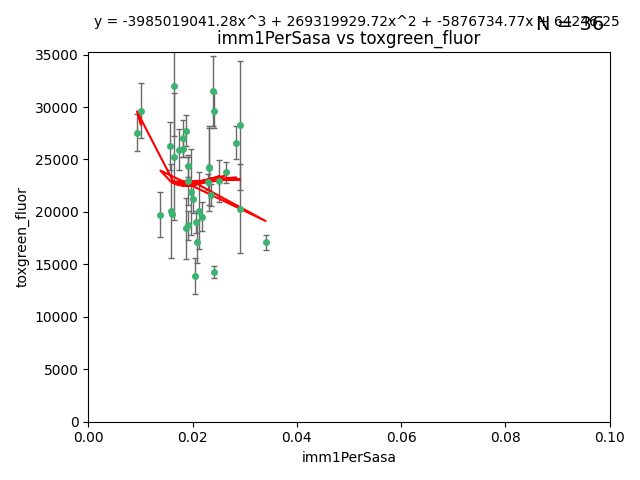 y = -3985019041.28x^3 + 269319929.72x^2 + -5876734.77x + 64246.25
N = 36
imm1PerSasa vs toxgreen_fluor
35000
30000
25000
20000
15000
10000
5000
0
toxgreen_fluor
0.00 0.02 0.04 0.06 0.08 0.10
imm1PerSasa